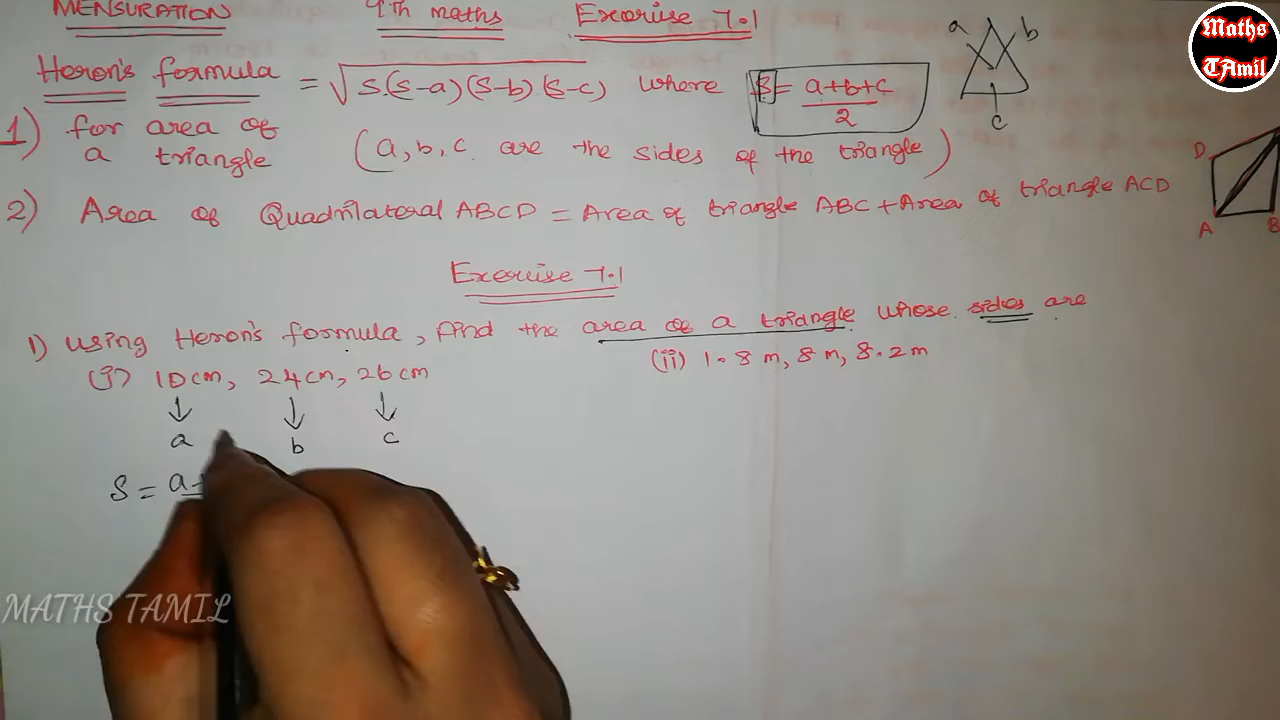 MENSURATION 9th maths Exercise 7.1
Heron's formula = √s(s-a)(s-b)(s-c) where s = a+b+c / 2
1) for area of a triangle (a, b, c are the sides of the triangle)
2) Area of Quadrilateral ABCD = Area of triangle ABC + Area of triangle ACD
a b
c
D
A B
Exercise 7.1
1) using Heron's formula, find the area of a triangle whose sides are
(i) 10cm, 24cm, 26cm (ii) 1.8 m, 8 m, 8.2 m
a b c
S = a+
Maths
TAmil
MATHS TAMIL